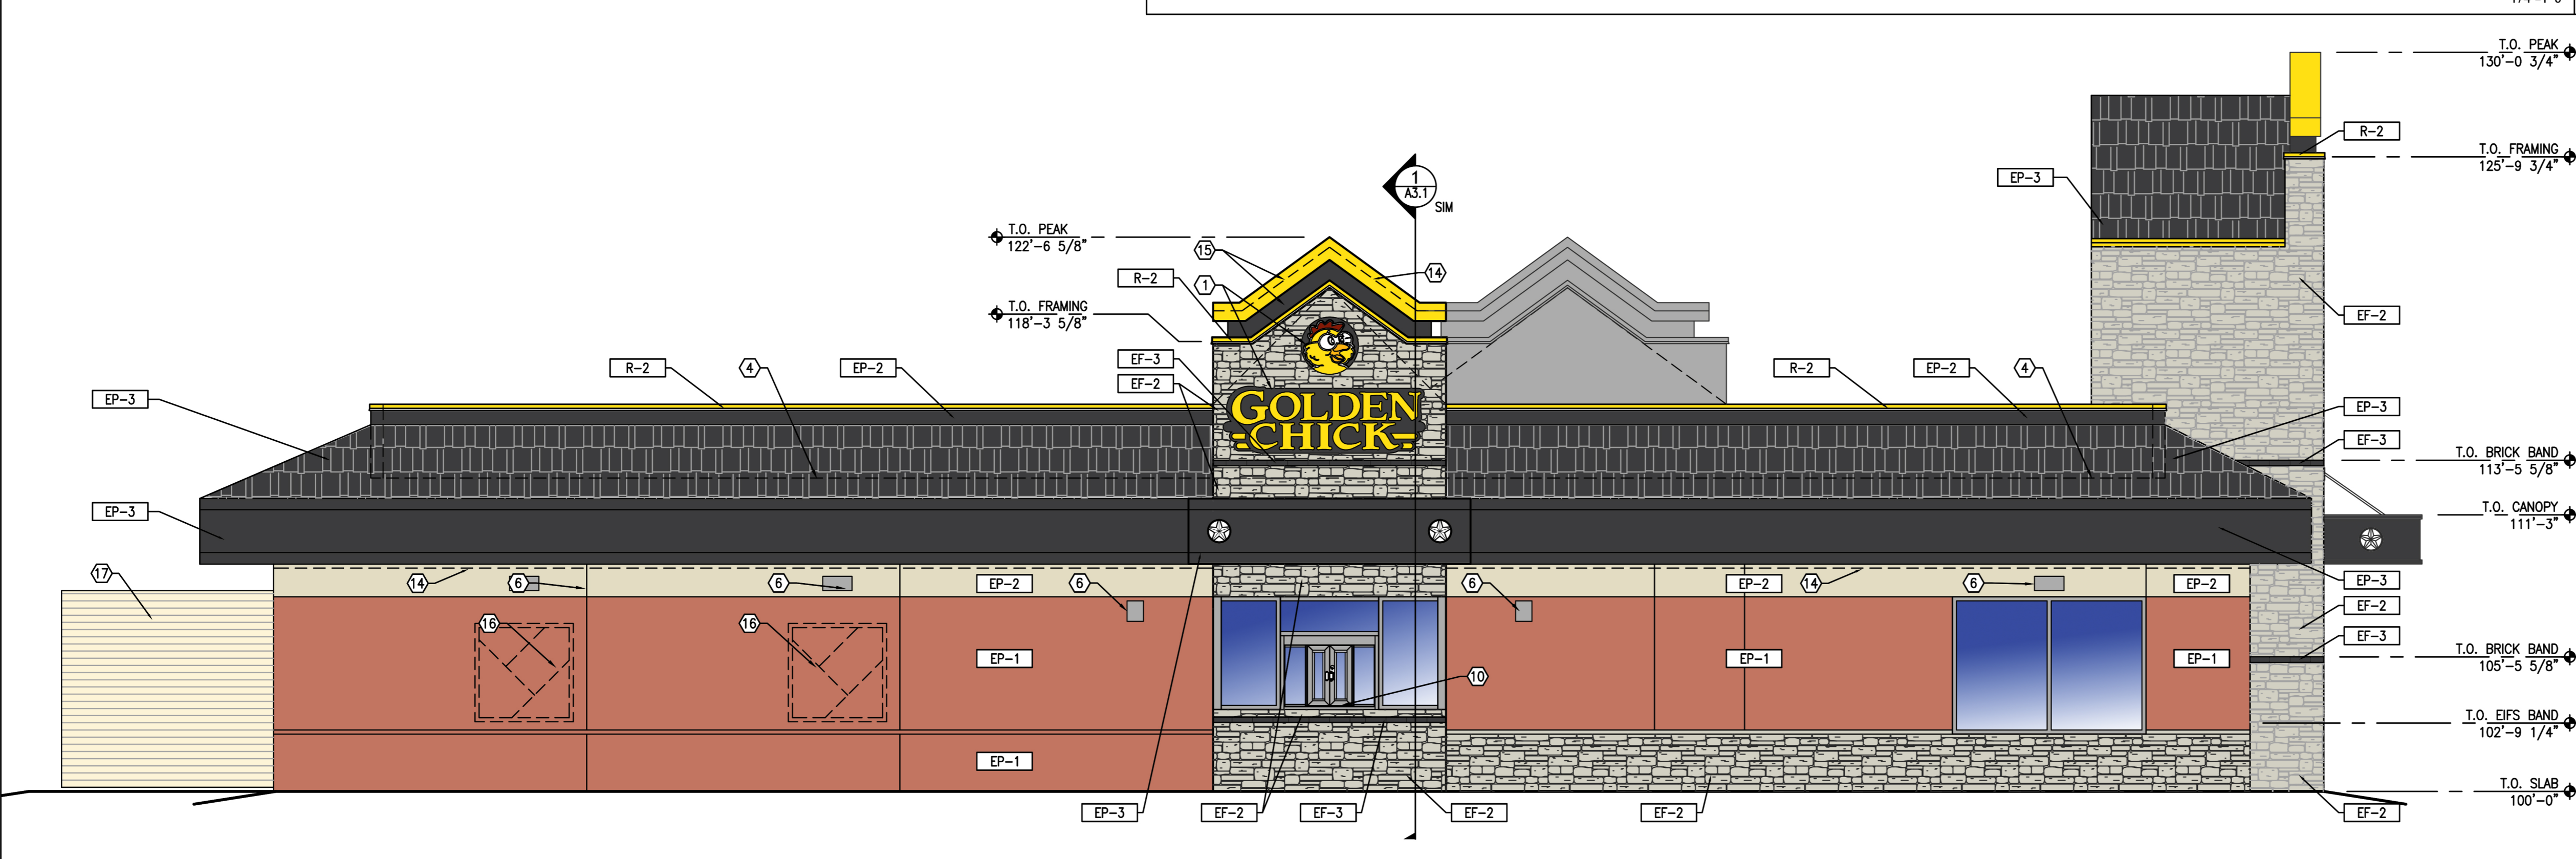 T.O. PEAK
130'-0 3/4"
R-2
T.O. FRAMING
125'-9 3/4"
EP-3
1
A3.1
SIM
T.O. PEAK
122'-6 5/8"
15
14
R-2
1
T.O. FRAMING
118'-3 5/8"
EF-2
EF-3
EF-2
R-2
4
EP-2
R-2
EP-2
4
EP-3
EP-3
GOLDEN
CHICK
EF-3
T.O. BRICK BAND
113'-5 5/8"
EP-3
T.O. CANOPY
111'-3"
17
14
6
6
EP-2
6
6
EP-2
14
6
EP-2
EP-3
EF-2
16
16
EP-1
EP-1
EP-1
EF-3
T.O. BRICK BAND
105'-5 5/8"
10
T.O. EIFS BAND
102'-9 1/4"
EP-1
T.O. SLAB
100'-0"
EP-3
EF-2
EF-3
EF-2
EF-2
EF-2